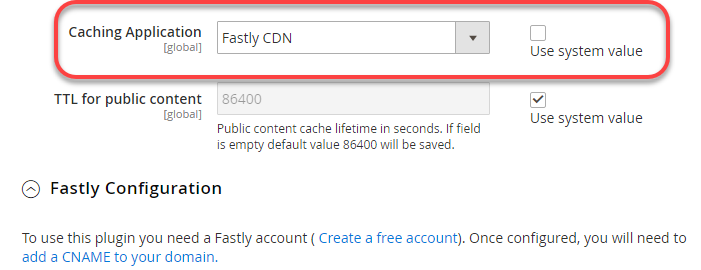 Caching Application
[global]
Fastly CDN
Use system value
TTL for public content
[global]
86400
Use system value
Public content cache lifetime in seconds. If field
is empty default value 86400 will be saved.
Fastly Configuration
To use this plugin you need a Fastly account ( Create a free account). Once configured, you will need to
add a CNAME to your domain.